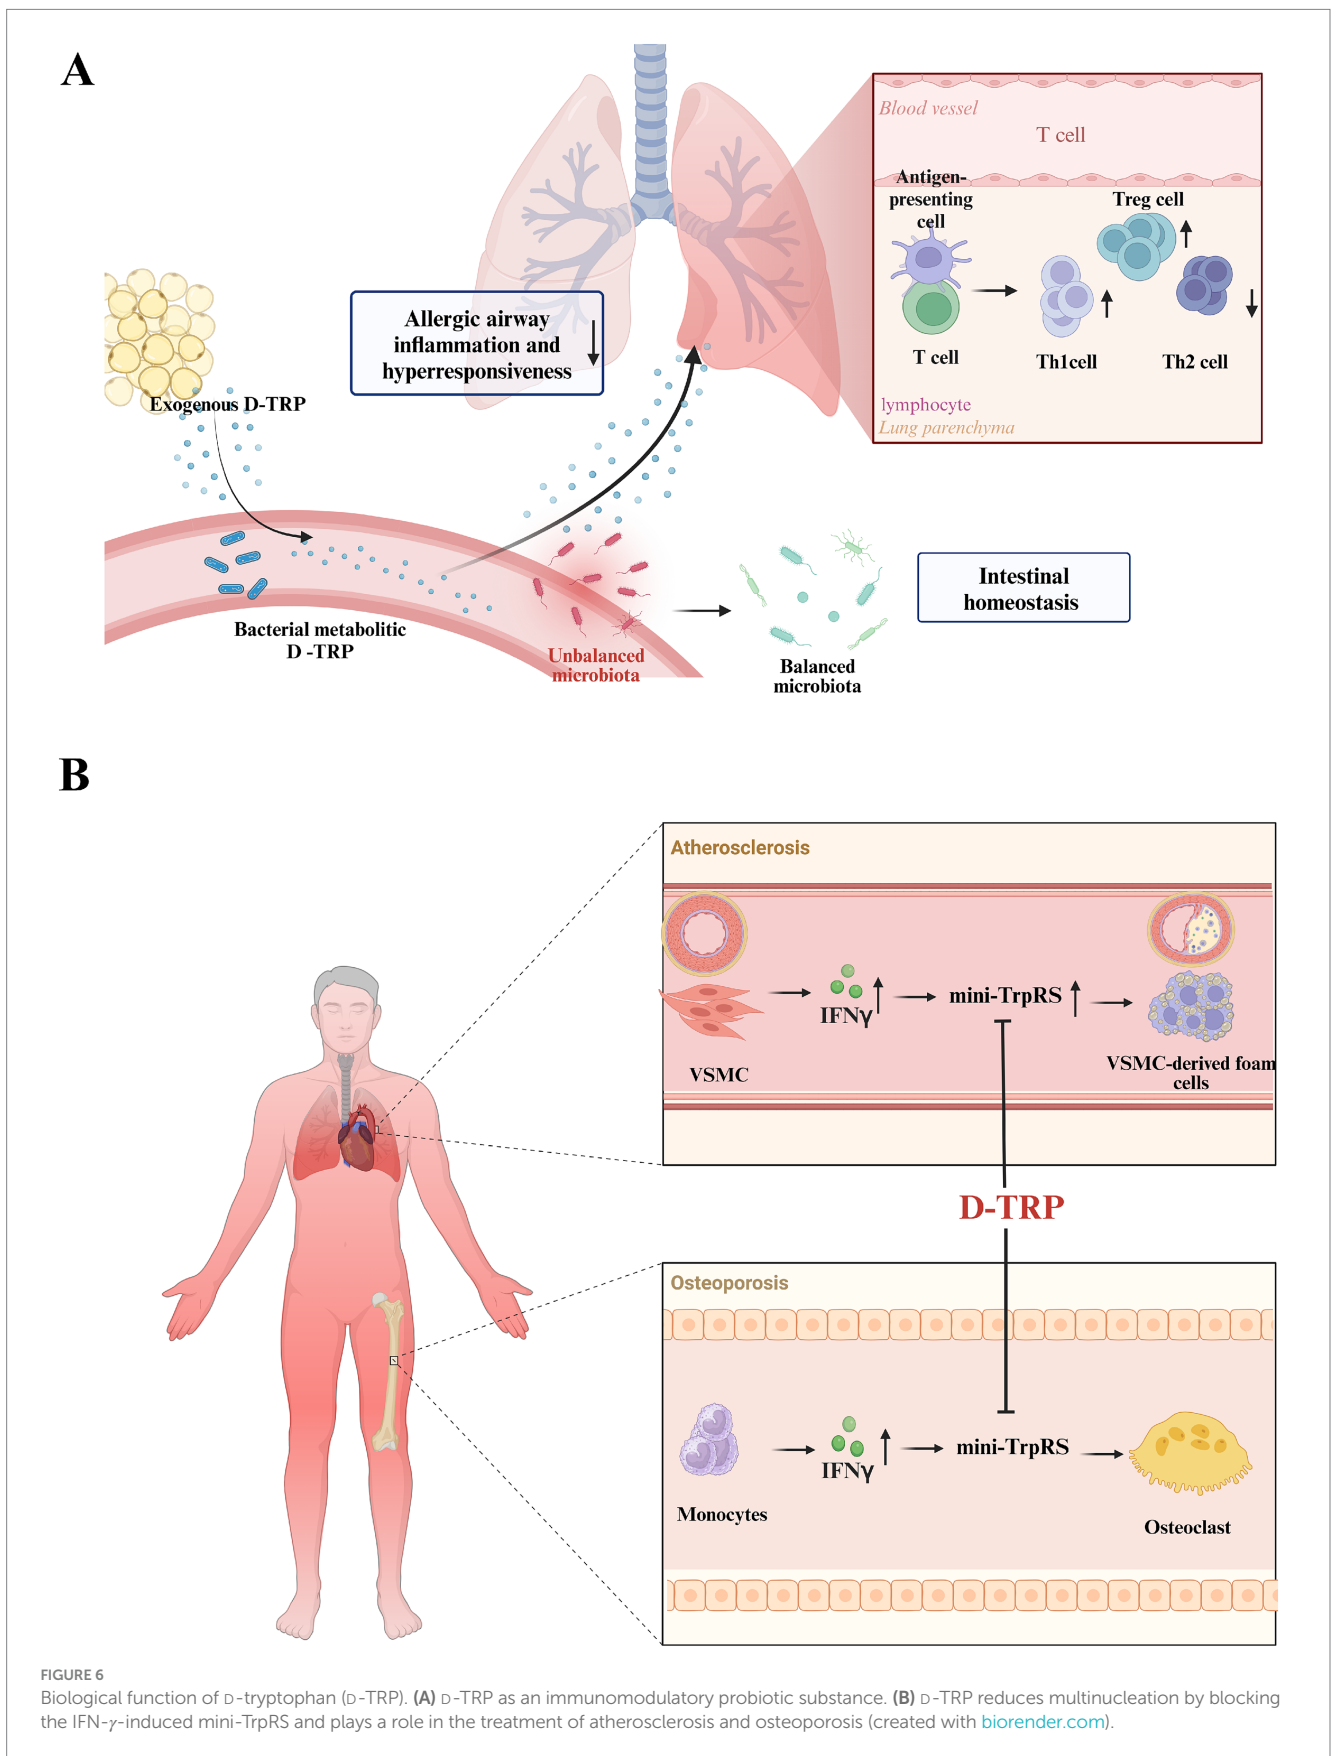 A
Blood vessel
T cell
Antigen-
presenting
cell
Treg cell
T cell
Th1cell
Th2 cell
lymphocyte
Lung parenchyma
Allergic airway
inflammation and
hyperresponsiveness
Exogenous D-TRP
Bacterial metabolitic
D -TRP
Unbalanced
microbiota
Balanced
microbiota
Intestinal
homeostasis
B
Atherosclerosis
VSMC
IFNγ
mini-TrpRS
VSMC-derived foam
cells
D-TRP
Osteoporosis
Monocytes
IFNγ
mini-TrpRS
Osteoclast
FIGURE 6
Biological function of D-tryptophan (D-TRP). (A) D-TRP as an immunomodulatory probiotic substance. (B) D-TRP reduces multinucleation by blocking
the IFN-γ-induced mini-TrpRS and plays a role in the treatment of atherosclerosis and osteoporosis (created with biorender.com).